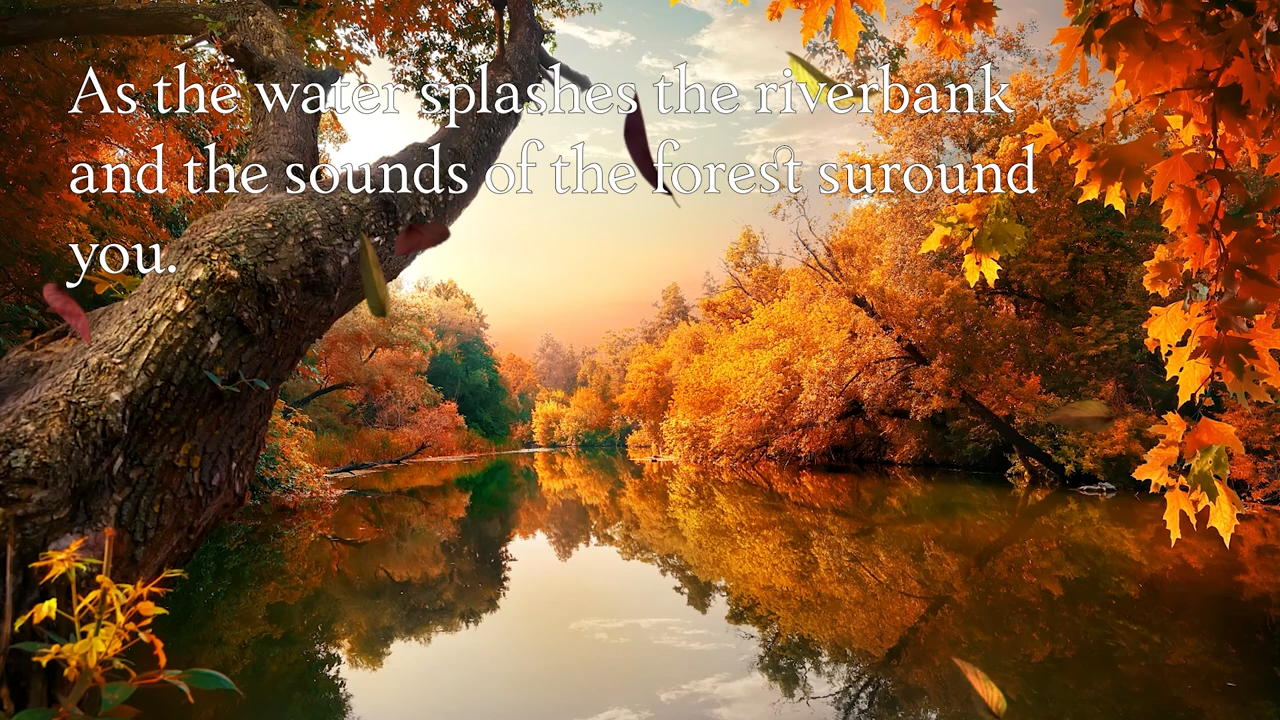 As the water splashes the riverbank
and the sounds of the forest suround
you.